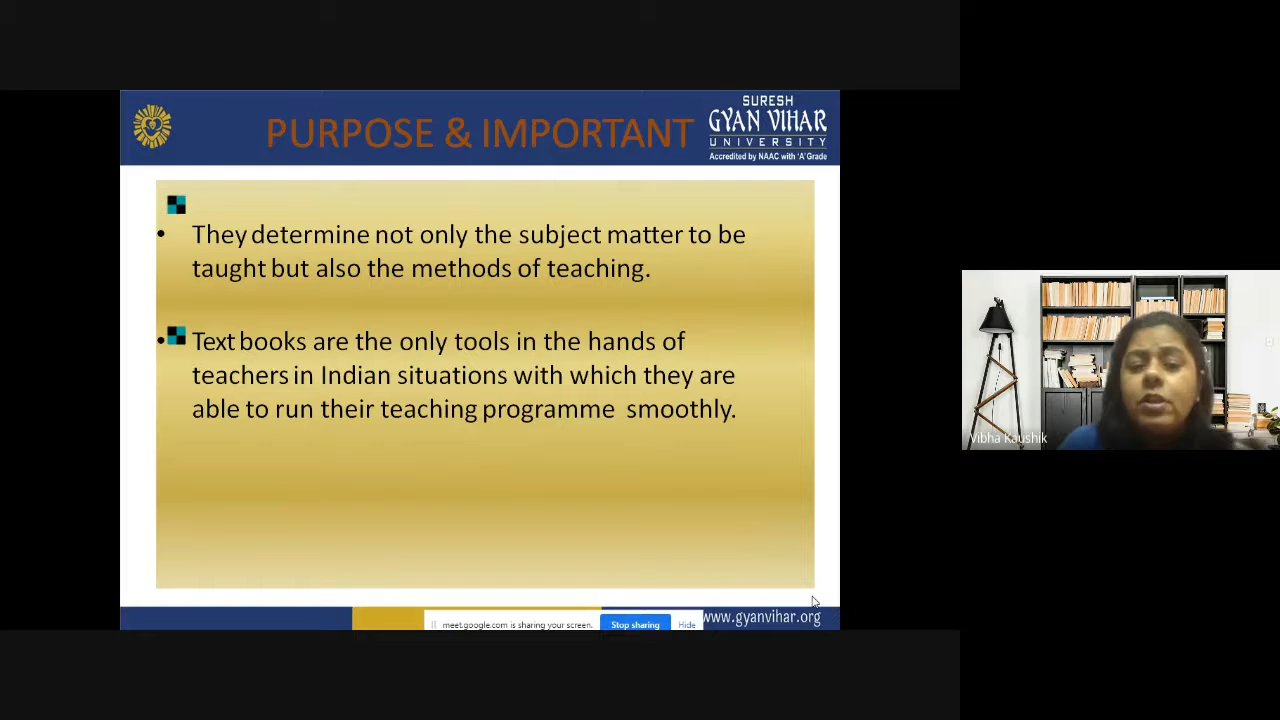 PURPOSE & IMPORTANT
SURESH
GYAN VIHAR
UNIVERSITY
Accredited by NAAC with 'A' Grade
• They determine not only the subject matter to be
taught but also the methods of teaching.
• Text books are the only tools in the hands of
teachers in Indian situations with which they are
able to run their teaching programme smoothly.
Vibha Kaushik
meet.google.com is sharing your screen.
Stop sharing
Hide
www.gyanvihar.org